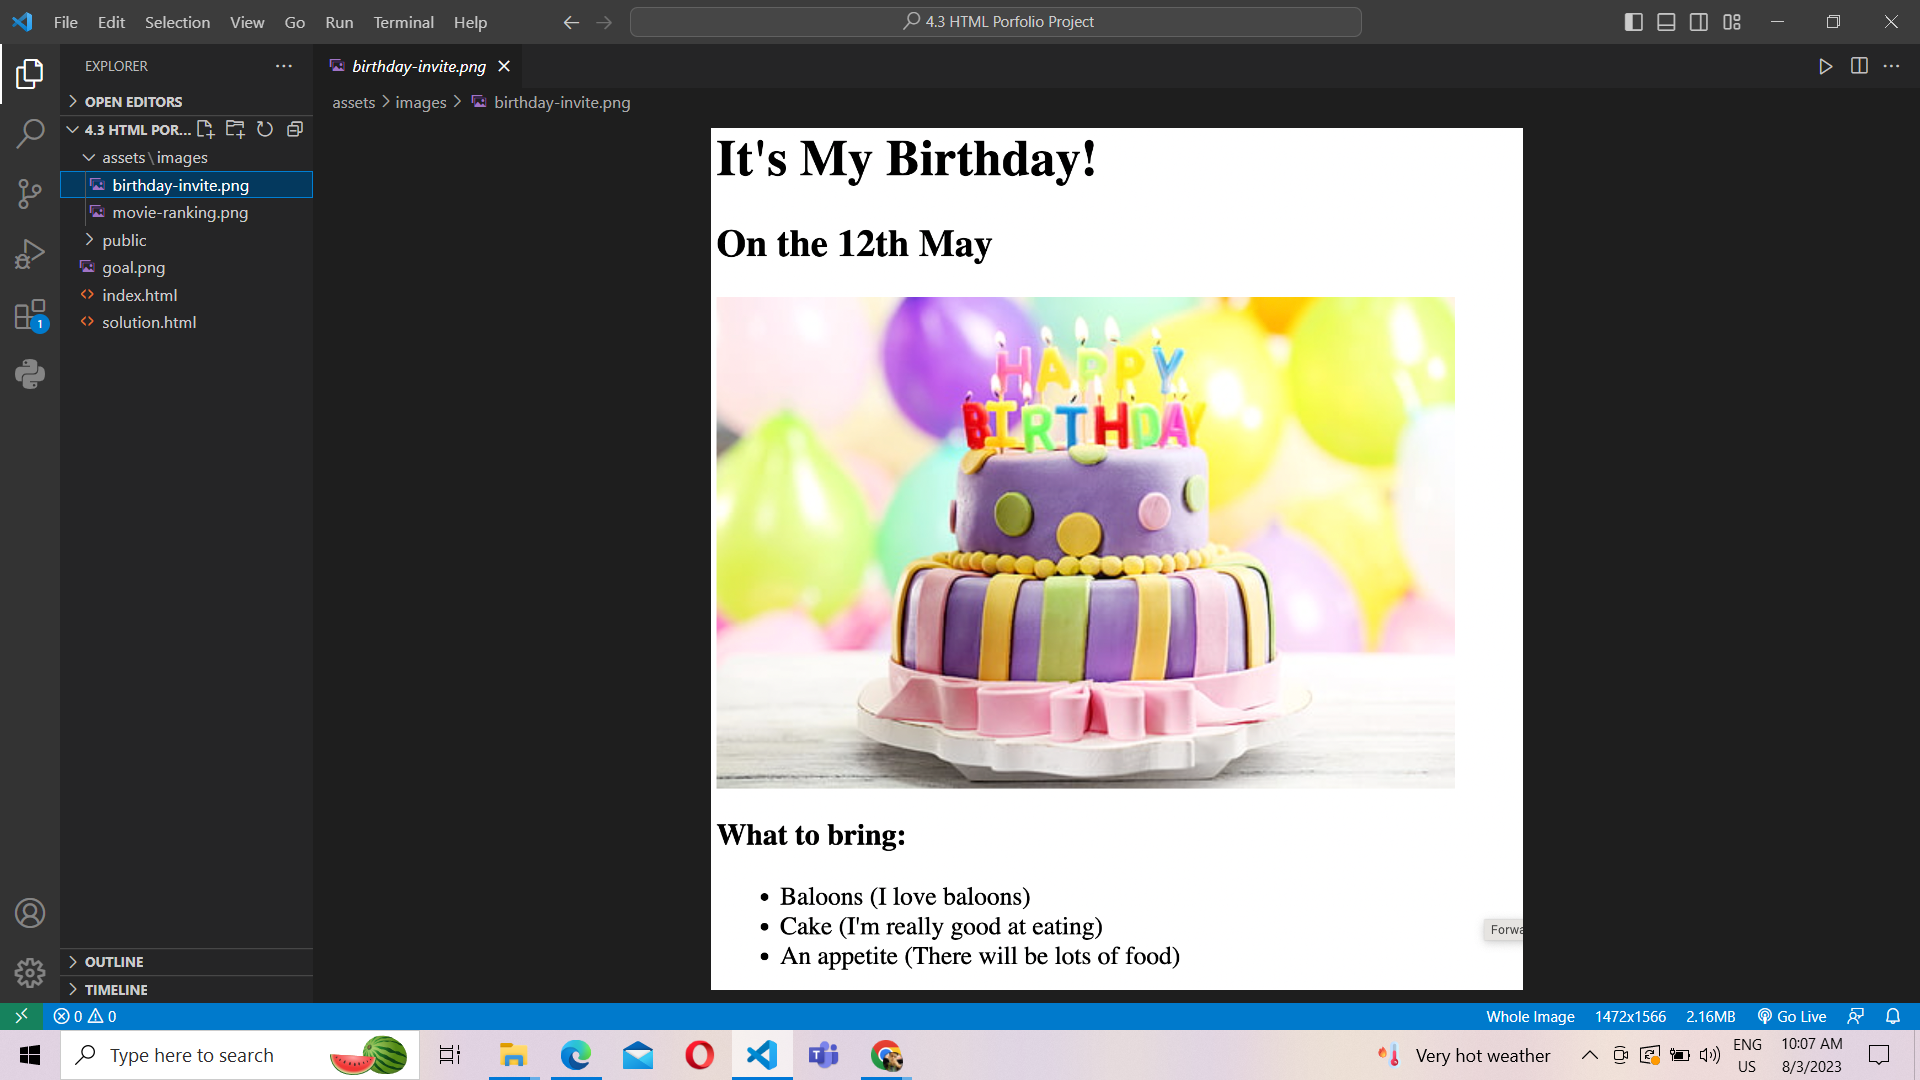 File Edit Selection View Go Run Terminal Help
4.3 HTML Porfolio Project
EXPLORER
OPEN EDITORS
4.3 HTML POR...
assets\images
birthday-invite.png
movie-ranking.png
public
goal.png
index.html
solution.html
OUTLINE
TIMELINE
birthday-invite.png
assets > images > birthday-invite.png
It's My Birthday!
On the 12th May
HAPPY
BIRTHDAY
What to bring:
• Baloons (I love baloons)
• Cake (I'm really good at eating)
• An appetite (There will be lots of food)
Forwa
1
0 0
Whole Image 1472x1566 2.16MB Go Live
Type here to search
Very hot weather
ENG
US
10:07 AM
8/3/2023